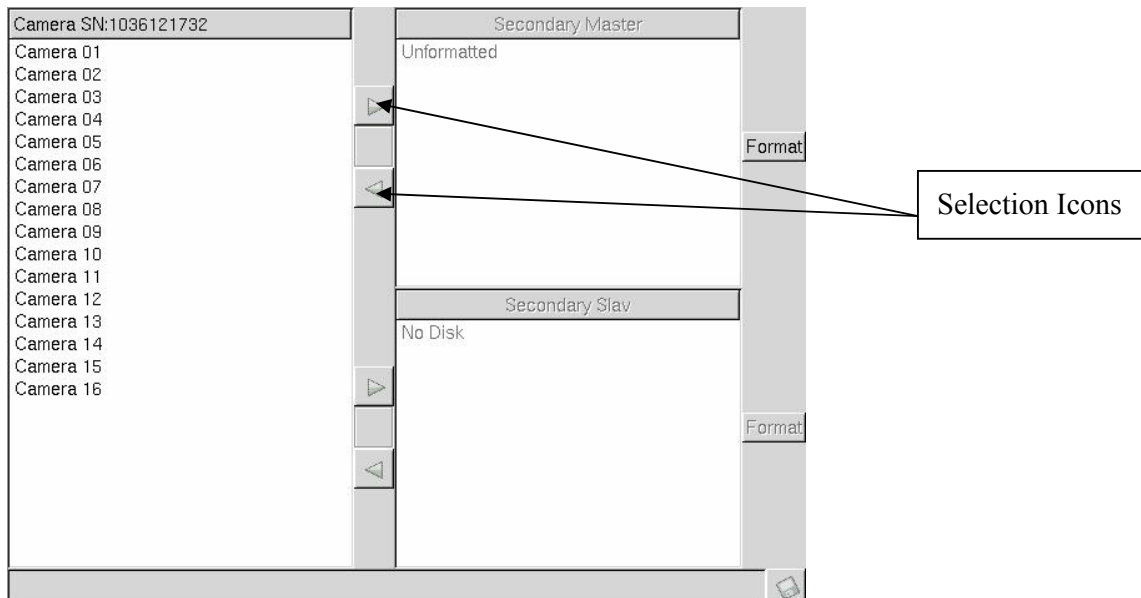 Camera SN:1036121732
Camera 01
Camera 02
Camera 03
Camera 04
Camera 05
Camera 06
Camera 07
Camera 08
Camera 09
Camera 10
Camera 11
Camera 12
Camera 13
Camera 14
Camera 15
Camera 16
Secondary Master
Unformatted
Format
Secondary Slav
No Disk
Format
Selection Icons